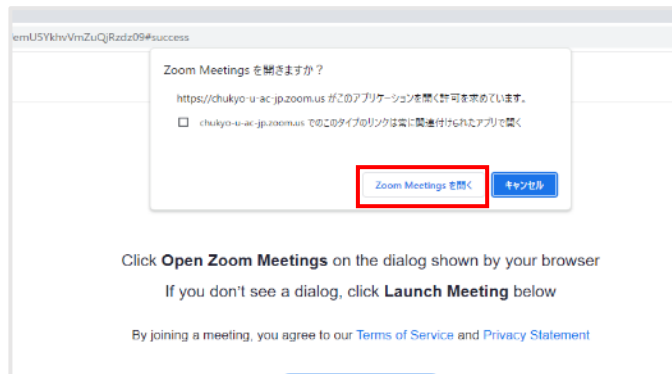 emU5YkhvVmZuQjRzdz09#success
Zoom Meetings を開きますか？
https://chukyo-u-ac-jp.zoom.us がこのアプリケーションを開く許可を求めています。
chukyo-u-ac-jp.zoom.us でのこのタイプのリンクは常に関連付けられたアプリで開く
Zoom Meetings を開く
キャンセル
Click Open Zoom Meetings on the dialog shown by your browser
If you don't see a dialog, click Launch Meeting below
By joining a meeting, you agree to our Terms of Service and Privacy Statement